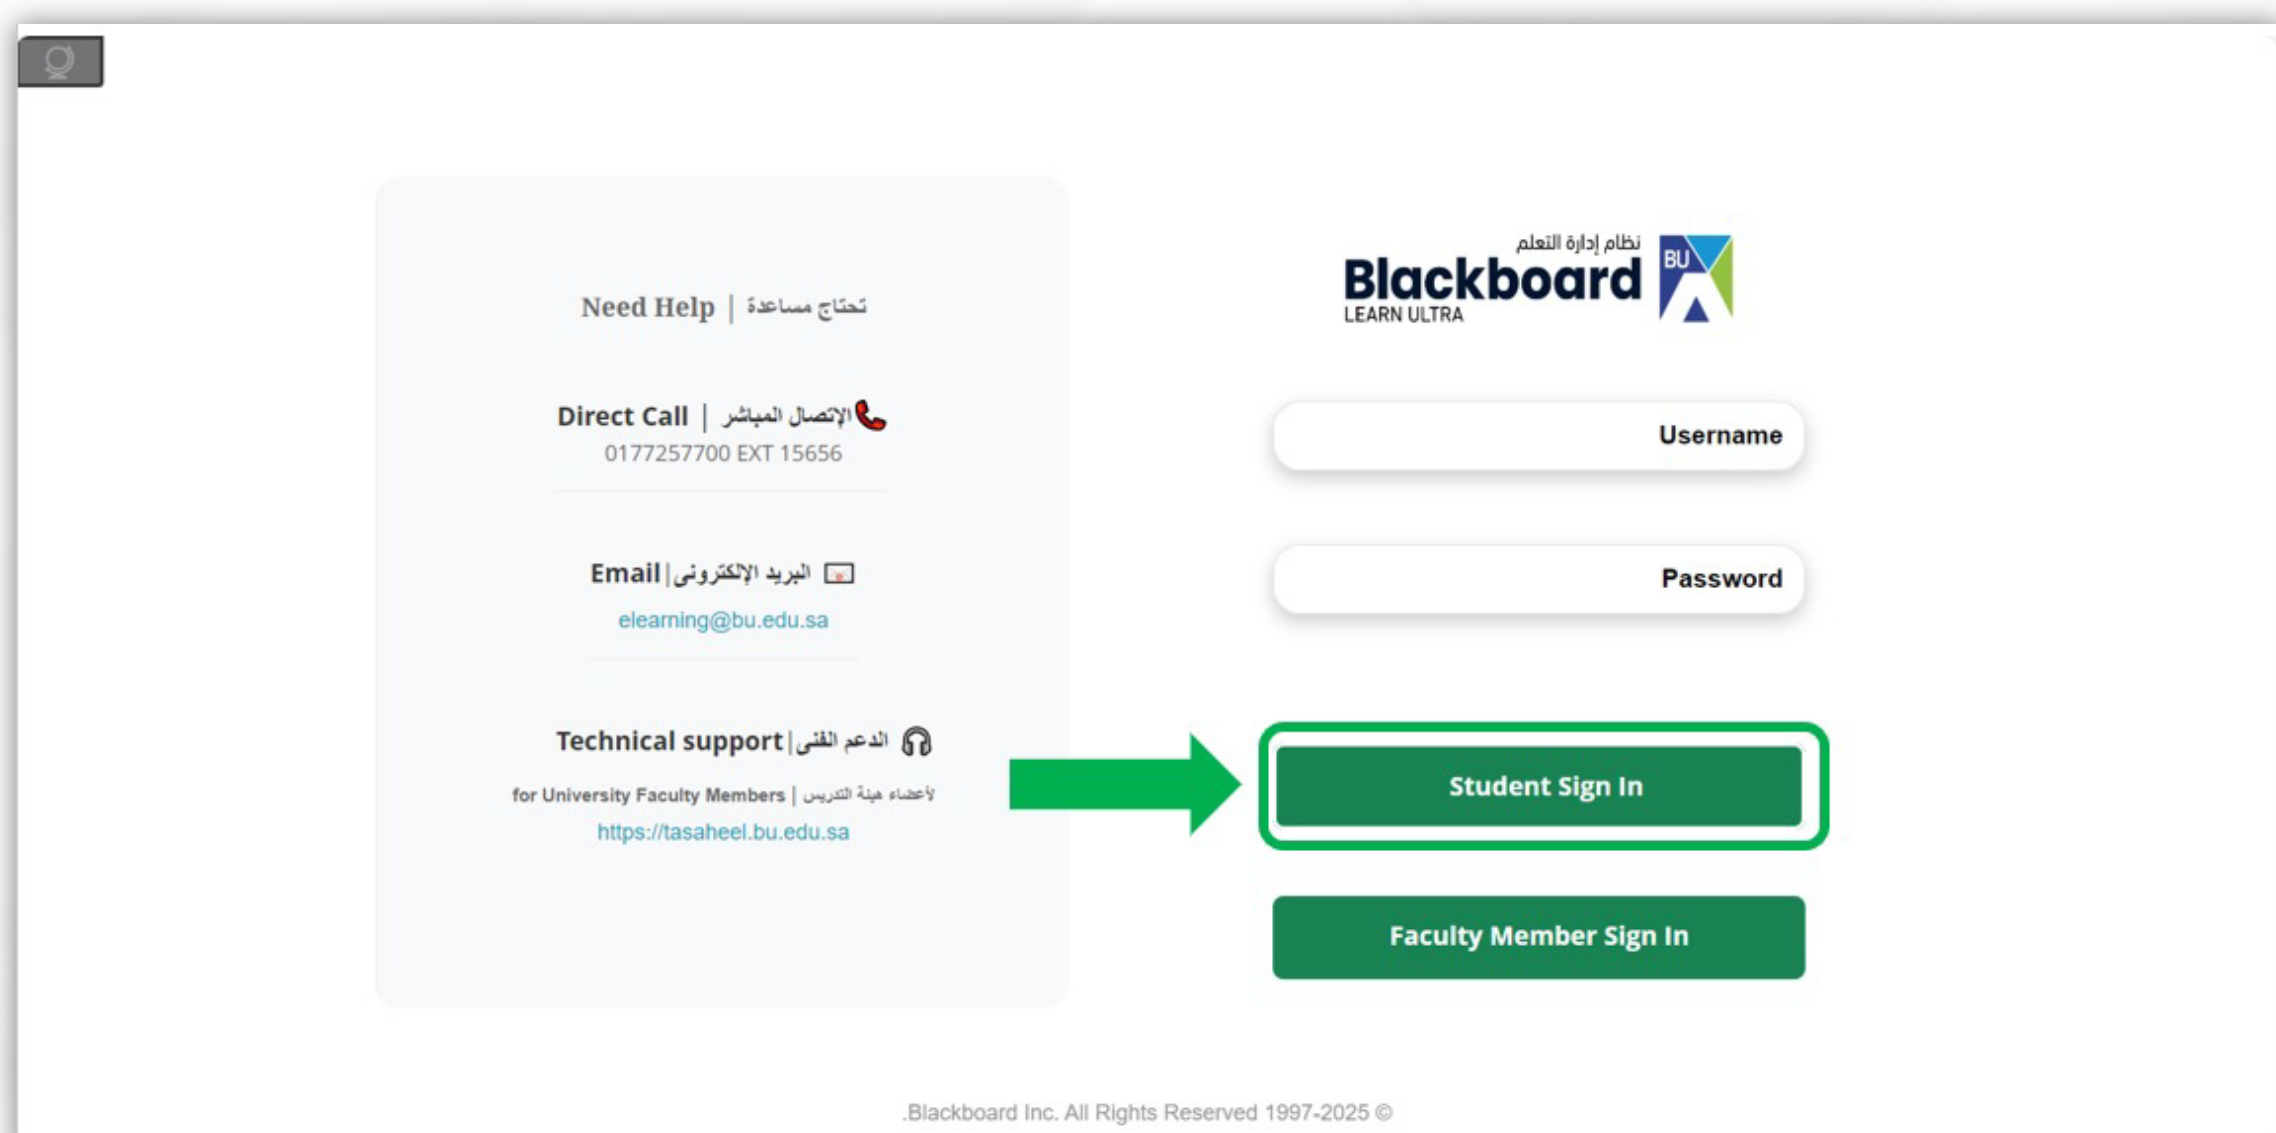 تحتاج مساعدة | Need Help
الإتصال المباشر | Direct Call
0177257700 EXT 15656
البريد الإلكتروني|Email
elearning@bu.edu.sa
الدعم الفني|Technical support
لأعضاء هيئة التدريس | for University Faculty Members
https://tasaheel.bu.edu.sa
نظام إدارة التعلم
Blackboard
LEARN ULTRA
BU
Username
Password
Student Sign In
Faculty Member Sign In
.Blackboard Inc. All Rights Reserved 1997-2025 ©